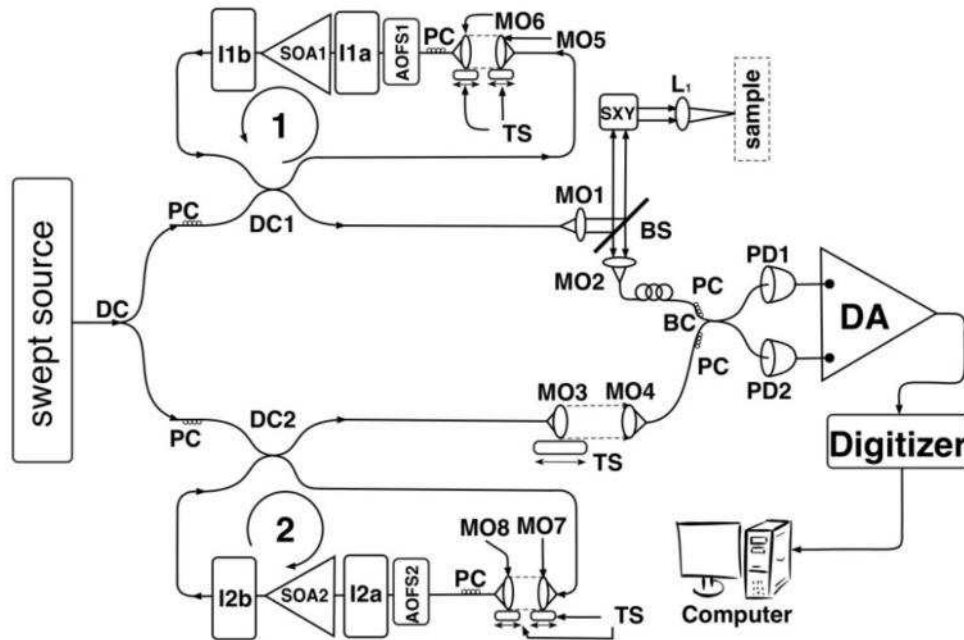 MO6
PC
MO5
I1b
SOA1
I1a
AOFS1
TS
1
SXY
L₁
sample
PC
DC1
MO1
BS
MO2
swept source
DC
PC
BC
PC
PD1
DA
PD2
PC
DC2
MO3
MO4
TS
Digitizer
2
MO8
MO7
I2b
SOA2
I2a
AOFS2
PC
TS
Computer